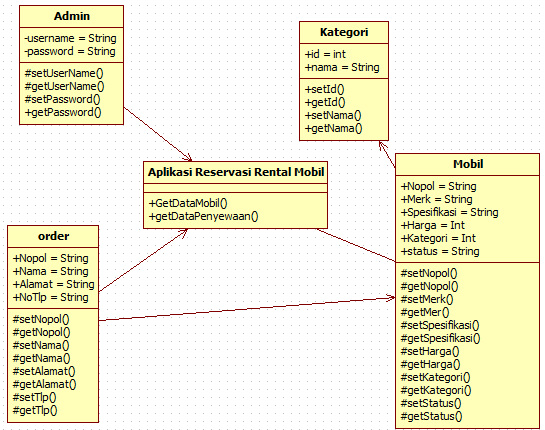 Admin
-username = String
-password = String
#setUserName()
#getUserName()
#setPassword()
+getPassword()
Kategori
+id = int
+nama = String
+setId()
+getId()
+setNama()
+getNama()
Aplikasi Reservasi Rental Mobil
+GetDataMobil()
+getDataPenyewaan()
Mobil
+Nopol = String
+Merk = String
+Spesifikasi = String
+Harga = Int
+Kategori = Int
+status = String
#setNopol()
#getNopol()
#setMerk()
#getMer()
#setSpesifikasi()
#getSpesifikasi()
#setHarga()
#getHarga()
#setKategori()
#getKategori()
#setStatus()
#getStatus()
order
+Nopol = String
+Nama = String
+Alamat = String
+NoTlp = String
#setNopol()
#getNopol()
#setNama()
#getNama()
#setAlamat()
#getAlamat()
#setTlp()
#getTlp()